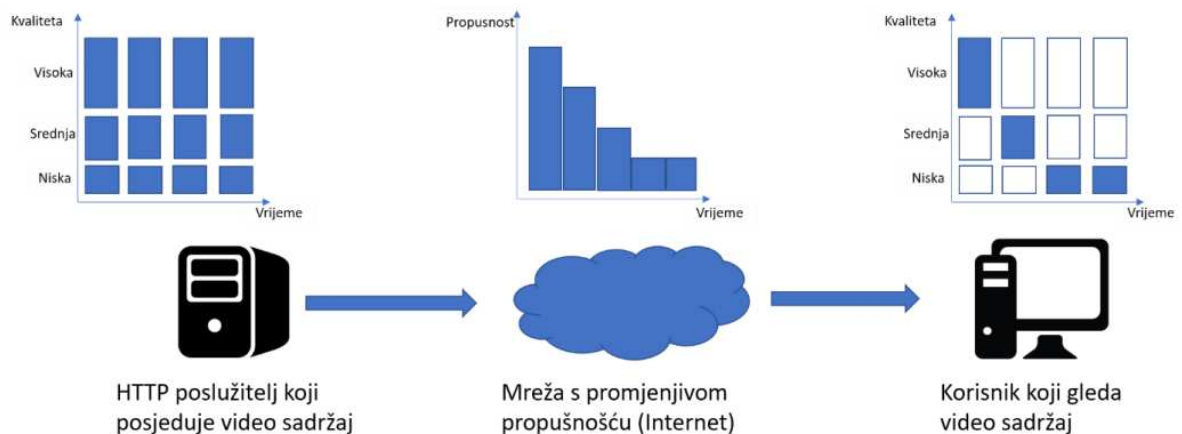 Kvaliteta
Visoka
Srednja
Niska
Vrijeme
Propusnost
Vrijeme
Kvaliteta
Visoka
Srednja
Niska
Vrijeme
HTTP poslužitelj koji
posjeduje video sadržaj
Mreža s promjenjivom
propušnošću (Internet)
Korisnik koji gleda
video sadržaj